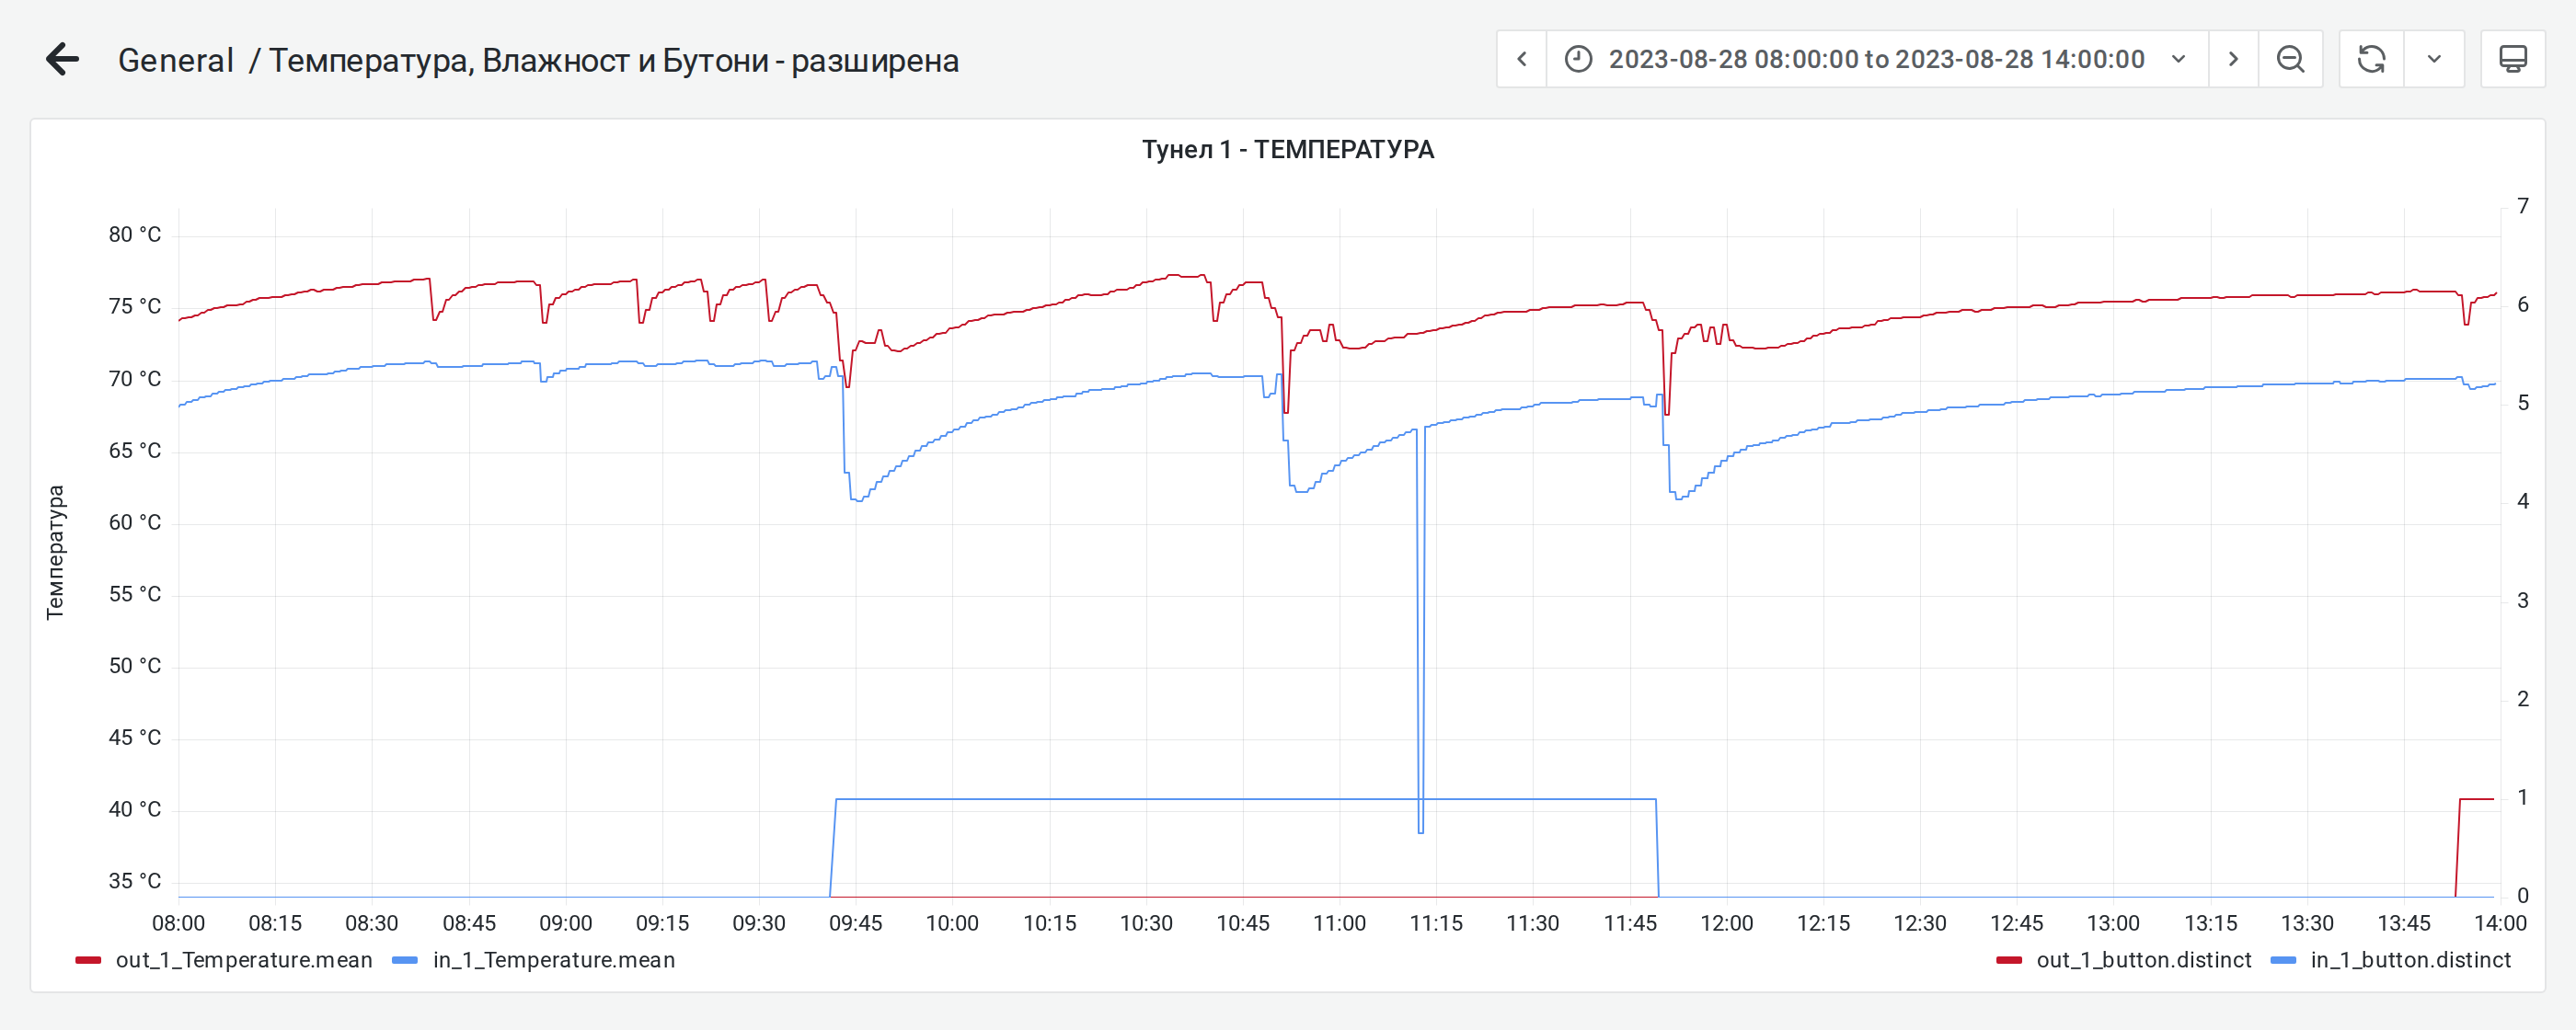 General / Температура, Влажност и Бутони - разширена
2023-08-28 08:00:00 to 2023-08-28 14:00:00
Тунел 1 - ТЕМПЕРАТУРА
Температура
80 °C
75 °C
70 °C
65 °C
60 °C
55 °C
50 °C
45 °C
40 °C
35 °C
7
6
5
4
3
2
1
0
08:00 08:15 08:30 08:45 09:00 09:15 09:30 09:45 10:00 10:15 10:30 10:45 11:00 11:15 11:30 11:45 12:00 12:15 12:30 12:45 13:00 13:15 13:30 13:45 14:00
out_1_Temperature.mean in_1_Temperature.mean out_1_button.distinct in_1_button.distinct